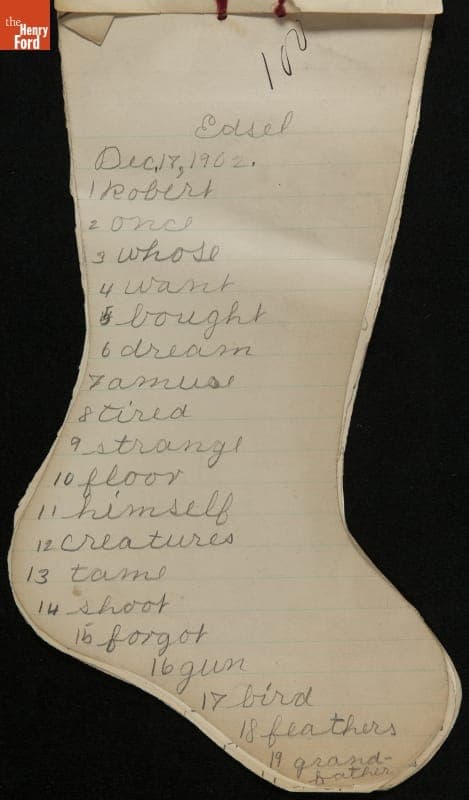 the
Henry
Ford
100
Edsel
Dec,17, 1902.
1 Robert
2 once
3 whose
4 want
5 bought
6 dream
7 amuse
8 tired
9 strange
10 floor
11 himself
12 creatures
13 tame
14 shoot
15 forgot
16 gun
17 bird
18 feathers
19 grand-
father